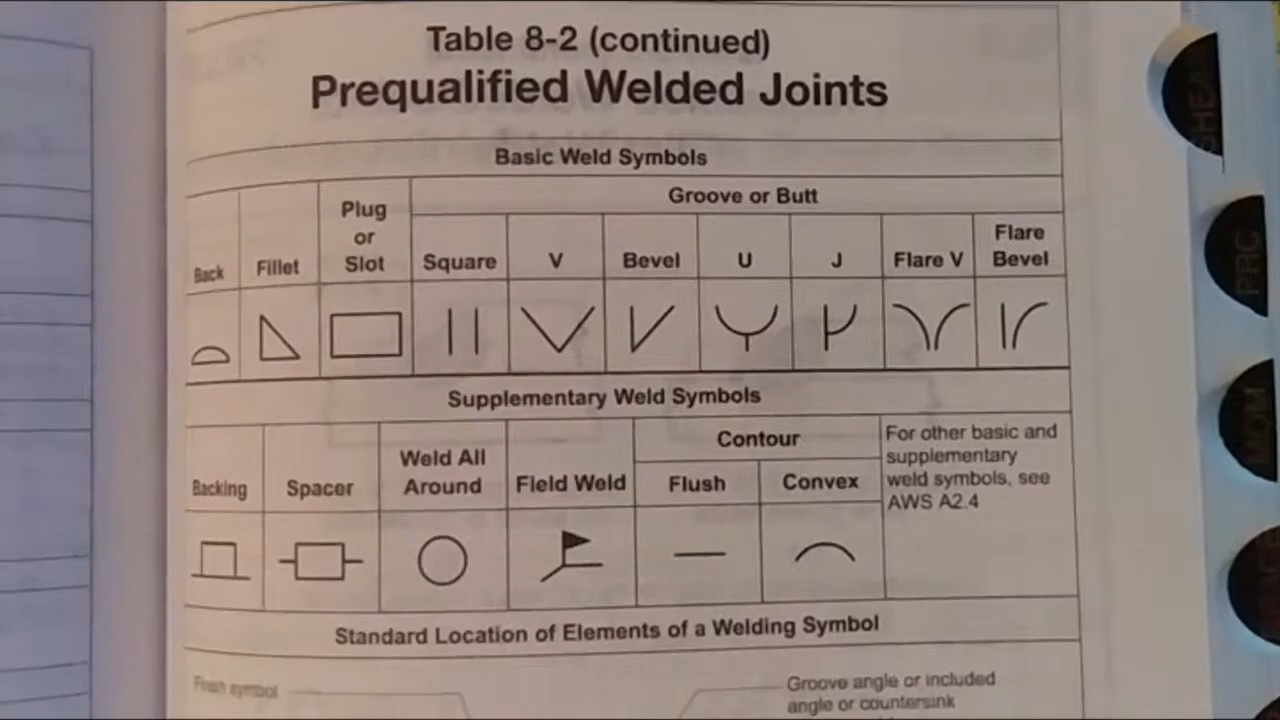 Table 8-2 (continued)
Prequalified Welded Joints
Basic Weld Symbols
Groove or Butt
Back
Fillet
Plug
or
Slot
Square
V
Bevel
U
J
Flare V
Flare
Bevel
Supplementary Weld Symbols
Backing
Spacer
Weld All
Around
Field Weld
Contour
Flush
Convex
For other basic and
supplementary
weld symbols, see
AWS A2.4
Standard Location of Elements of a Welding Symbol
Finish symbol
Groove angle or included
angle or countersink
SHEA
PRC
MOM